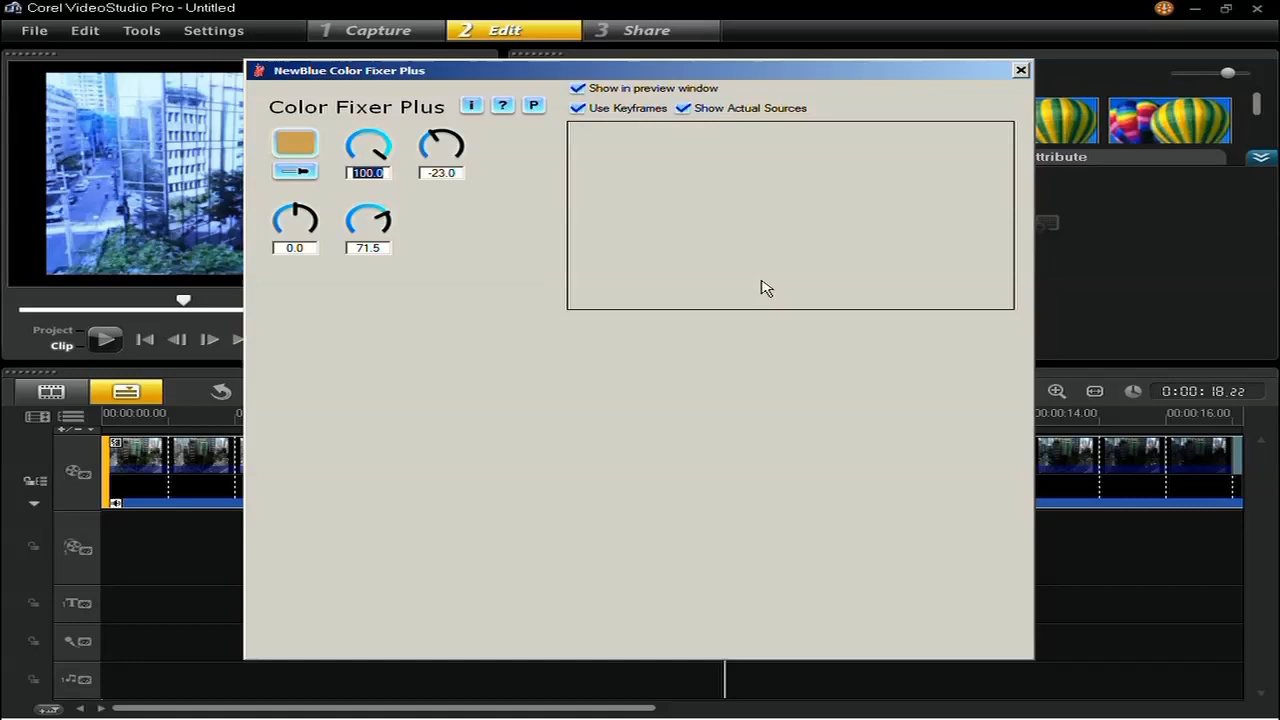 Corel VideoStudio Pro - Untitled
File Edit Tools Settings 1 Capture 2 Edit 3 Share
NewBlue Color Fixer Plus
Show in preview window
Color Fixer Plus i ? P
Use Keyframes Show Actual Sources
100.0 -23.0
ttribute
0.0 71.5
Project
Clip
0:00:18.22
00:00:00.00 00:00:14.00 00:00:16.00